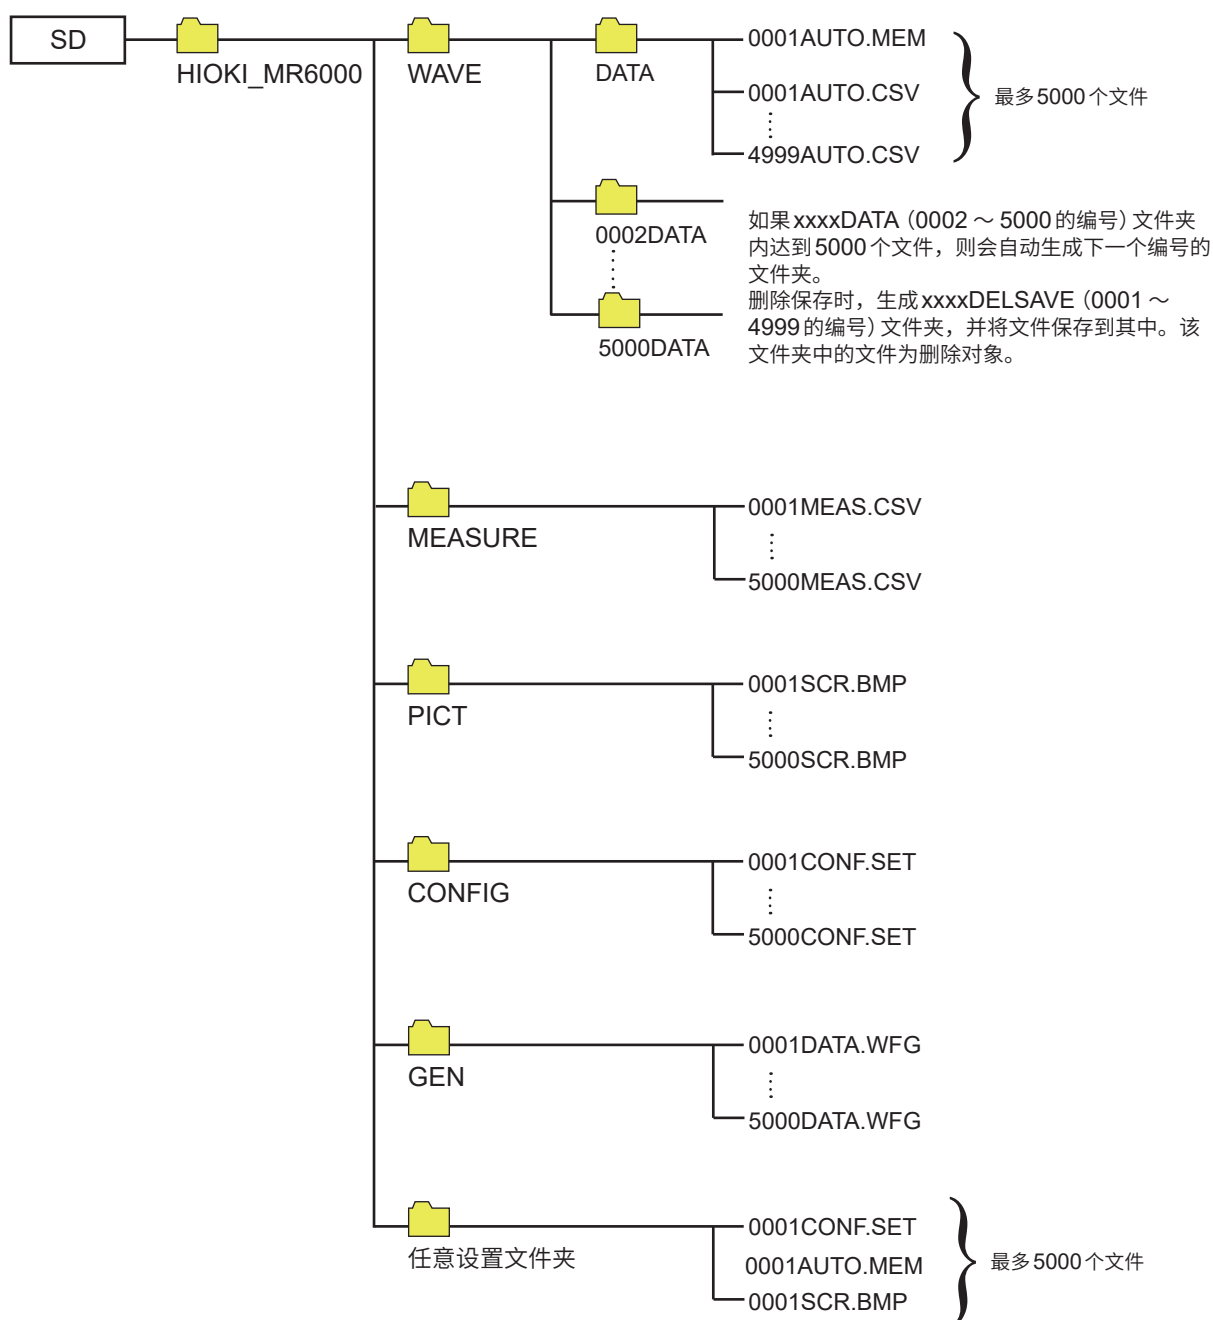 SD
HIOKI_MR6000
WAVE
DATA
0001AUTO.MEM
0001AUTO.CSV
4999AUTO.CSV
最多5000个文件
0002DATA
5000DATA
如果xxxxDATA（0002 ～ 5000的编号）文件夹
内达到5000个文件，则会自动生成下一个编号的
文件夹。
删除保存时，生成xxxxDELSAVE（0001 ～
4999的编号）文件夹，并将文件保存到其中。该
文件夹中的文件为删除对象。
MEASURE
0001MEAS.CSV
5000MEAS.CSV
PICT
0001SCR.BMP
5000SCR.BMP
CONFIG
0001CONF.SET
5000CONF.SET
GEN
0001DATA.WFG
5000DATA.WFG
任意设置文件夹
0001CONF.SET
0001AUTO.MEM
0001SCR.BMP
最多5000个文件